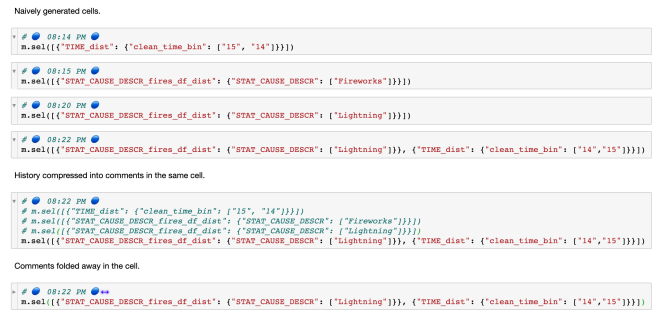 Naively generated cells.
# 🔵 08:14 PM 🔵
m.sel([{"TIME_dist": {"clean_time_bin": ["15", "14"]}}])
# 🔵 08:15 PM 🔵
m.sel([{"STAT_CAUSE_DESCR_fires_df_dist": {"STAT_CAUSE_DESCR": ["Fireworks"]}}])
# 🔵 08:20 PM 🔵
m.sel([{"STAT_CAUSE_DESCR_fires_df_dist": {"STAT_CAUSE_DESCR": ["Lightning"]}}])
# 🔵 08:22 PM 🔵
m.sel([{"STAT_CAUSE_DESCR_fires_df_dist": {"STAT_CAUSE_DESCR": ["Lightning"]}}, {"TIME_dist": {"clean_time_bin": ["14","15"]}}])
History compressed into comments in the same cell.
# 🔵 08:22 PM 🔵
# m.sel([{"TIME_dist": {"clean_time_bin": ["15", "14"]}}])
# m.sel([{"STAT_CAUSE_DESCR_fires_df_dist": {"STAT_CAUSE_DESCR": ["Fireworks"]}}])
# m.sel([{"STAT_CAUSE_DESCR_fires_df_dist": {"STAT_CAUSE_DESCR": ["Lightning"]}}])
m.sel([{"STAT_CAUSE_DESCR_fires_df_dist": {"STAT_CAUSE_DESCR": ["Lightning"]}}, {"TIME_dist": {"clean_time_bin": ["14","15"]}}])
Comments folded away in the cell.
# 🔵 08:22 PM 🔵↔
m.sel([{"STAT_CAUSE_DESCR_fires_df_dist": {"STAT_CAUSE_DESCR": ["Lightning"]}}, {"TIME_dist": {"clean_time_bin": ["14","15"]}}])